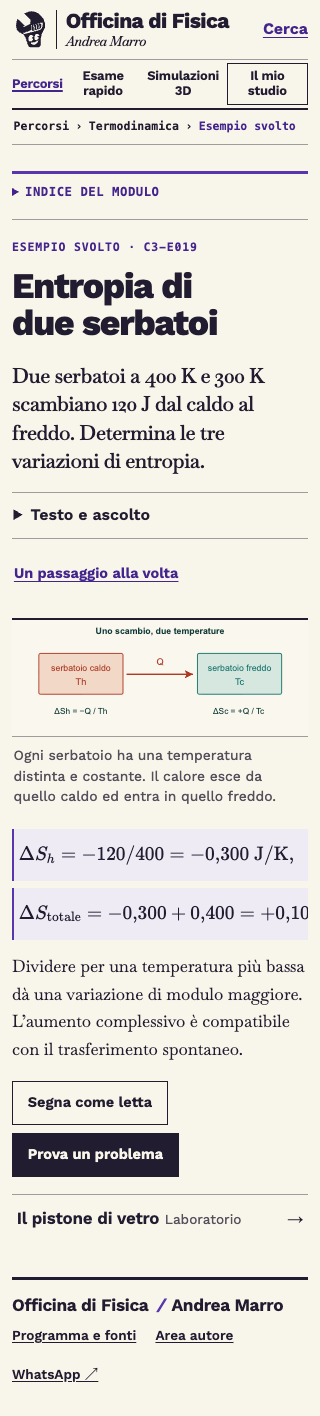 Officina di Fisica
Andrea Marro
Cerca
Percorsi
Esame rapido
Simulazioni 3D
Il mio studio
Percorsi › Termodinamica › Esempio svolto
▶ INDICE DEL MODULO
ESEMPIO SVOLTO · C3–E019
Entropia di
due serbatoi
Due serbatoi a 400 K e 300 K
scambiano 120 J dal caldo al
freddo. Determina le tre
variazioni di entropia.
▶ Testo e ascolto
Un passaggio alla volta
Uno scambio, due temperature
serbatoio caldo
Th
Q
serbatoio freddo
Tc
ΔSh = −Q / Th
ΔSc = +Q / Tc
Ogni serbatoio ha una temperatura
distinta e costante. Il calore esce da
quello caldo ed entra in quello freddo.
ΔS_h = −120/400 = −0,300 J/K,
ΔS_totale = −0,300 + 0,400 = +0,10
Dividere per una temperatura più bassa
dà una variazione di modulo maggiore.
L’aumento complessivo è compatibile
con il trasferimento spontaneo.
Segna come letta
Prova un problema
Il pistone di vetro Laboratorio →
Officina di Fisica / Andrea Marro
Programma e fonti Area autore
WhatsApp ↗